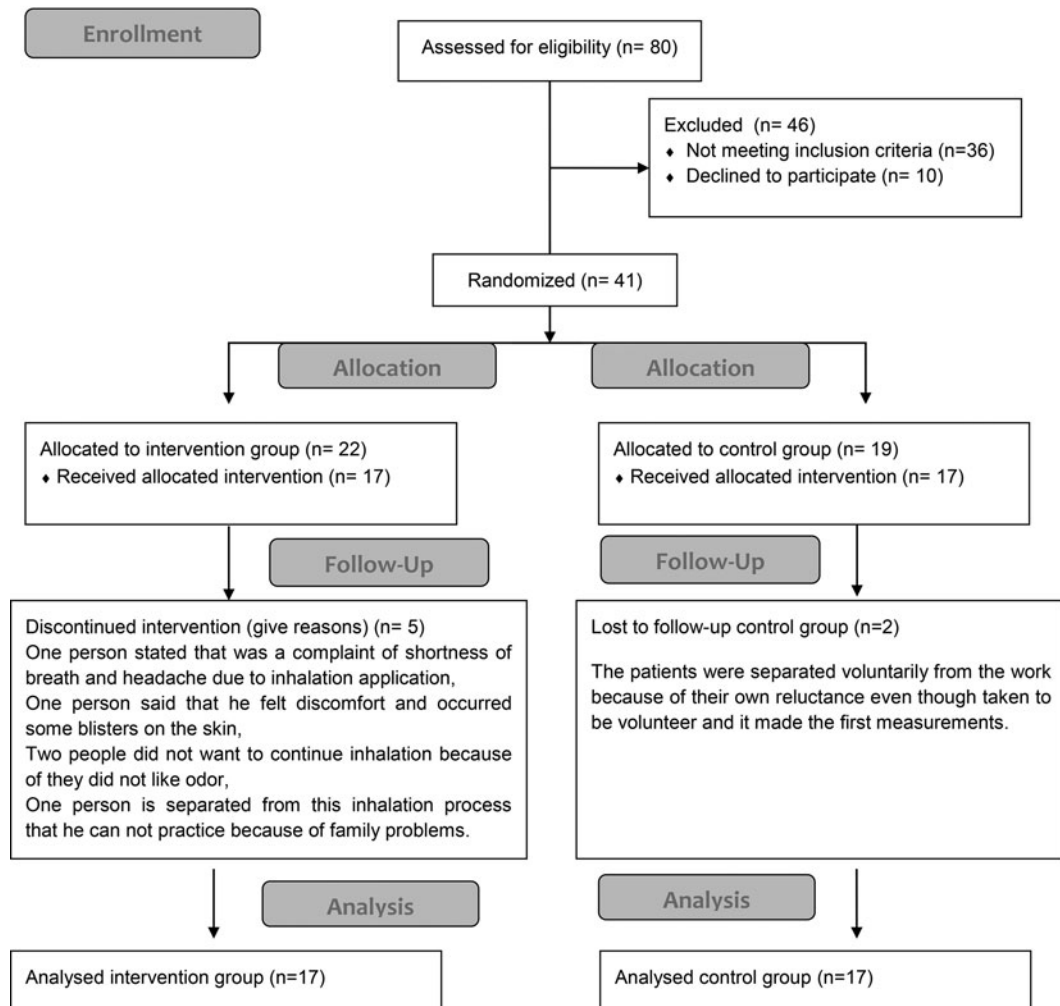 Enrollment
Assessed for eligibility (n= 80)
Excluded (n= 46)
♦ Not meeting inclusion criteria (n=36)
♦ Declined to participate (n= 10)
Randomized (n= 41)
Allocation
Allocation
Allocated to intervention group (n= 22)
♦ Received allocated intervention (n= 17)
Allocated to control group (n= 19)
♦ Received allocated intervention (n= 17)
Follow-Up
Follow-Up
Discontinued intervention (give reasons) (n= 5)
One person stated that was a complaint of shortness of
breath and headache due to inhalation application,
One person said that he felt discomfort and occurred
some blisters on the skin,
Two people did not want to continue inhalation because
of they did not like odor,
One person is separated from this inhalation process
that he can not practice because of family problems.
Lost to follow-up control group (n=2)
The patients were separated voluntarily from the work
because of their own reluctance even though taken to
be volunteer and it made the first measurements.
Analysis
Analysis
Analysed intervention group (n=17)
Analysed control group (n=17)